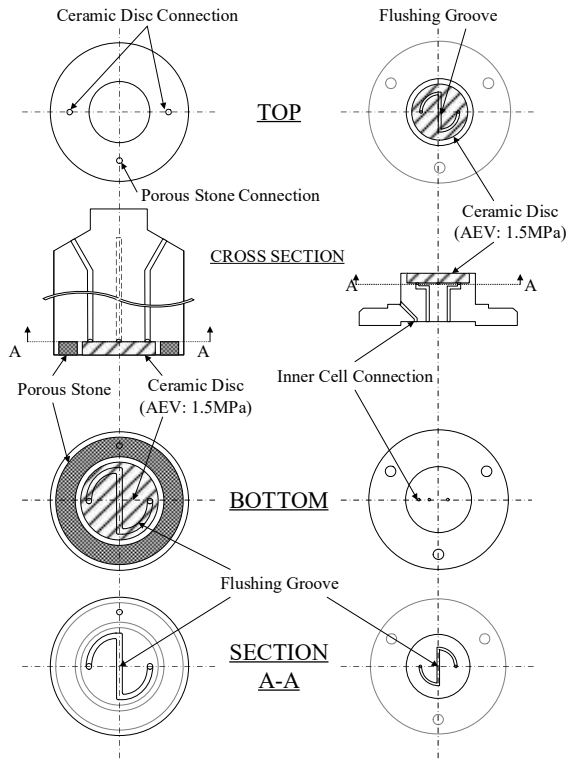 Ceramic Disc Connection
Flushing Groove
TOP
Porous Stone Connection
Ceramic Disc
(AEV: 1.5MPa)
CROSS SECTION
A
A
A
A
Inner Cell Connection
Porous Stone
Ceramic Disc
(AEV: 1.5MPa)
BOTTOM
Flushing Groove
SECTION
A-A